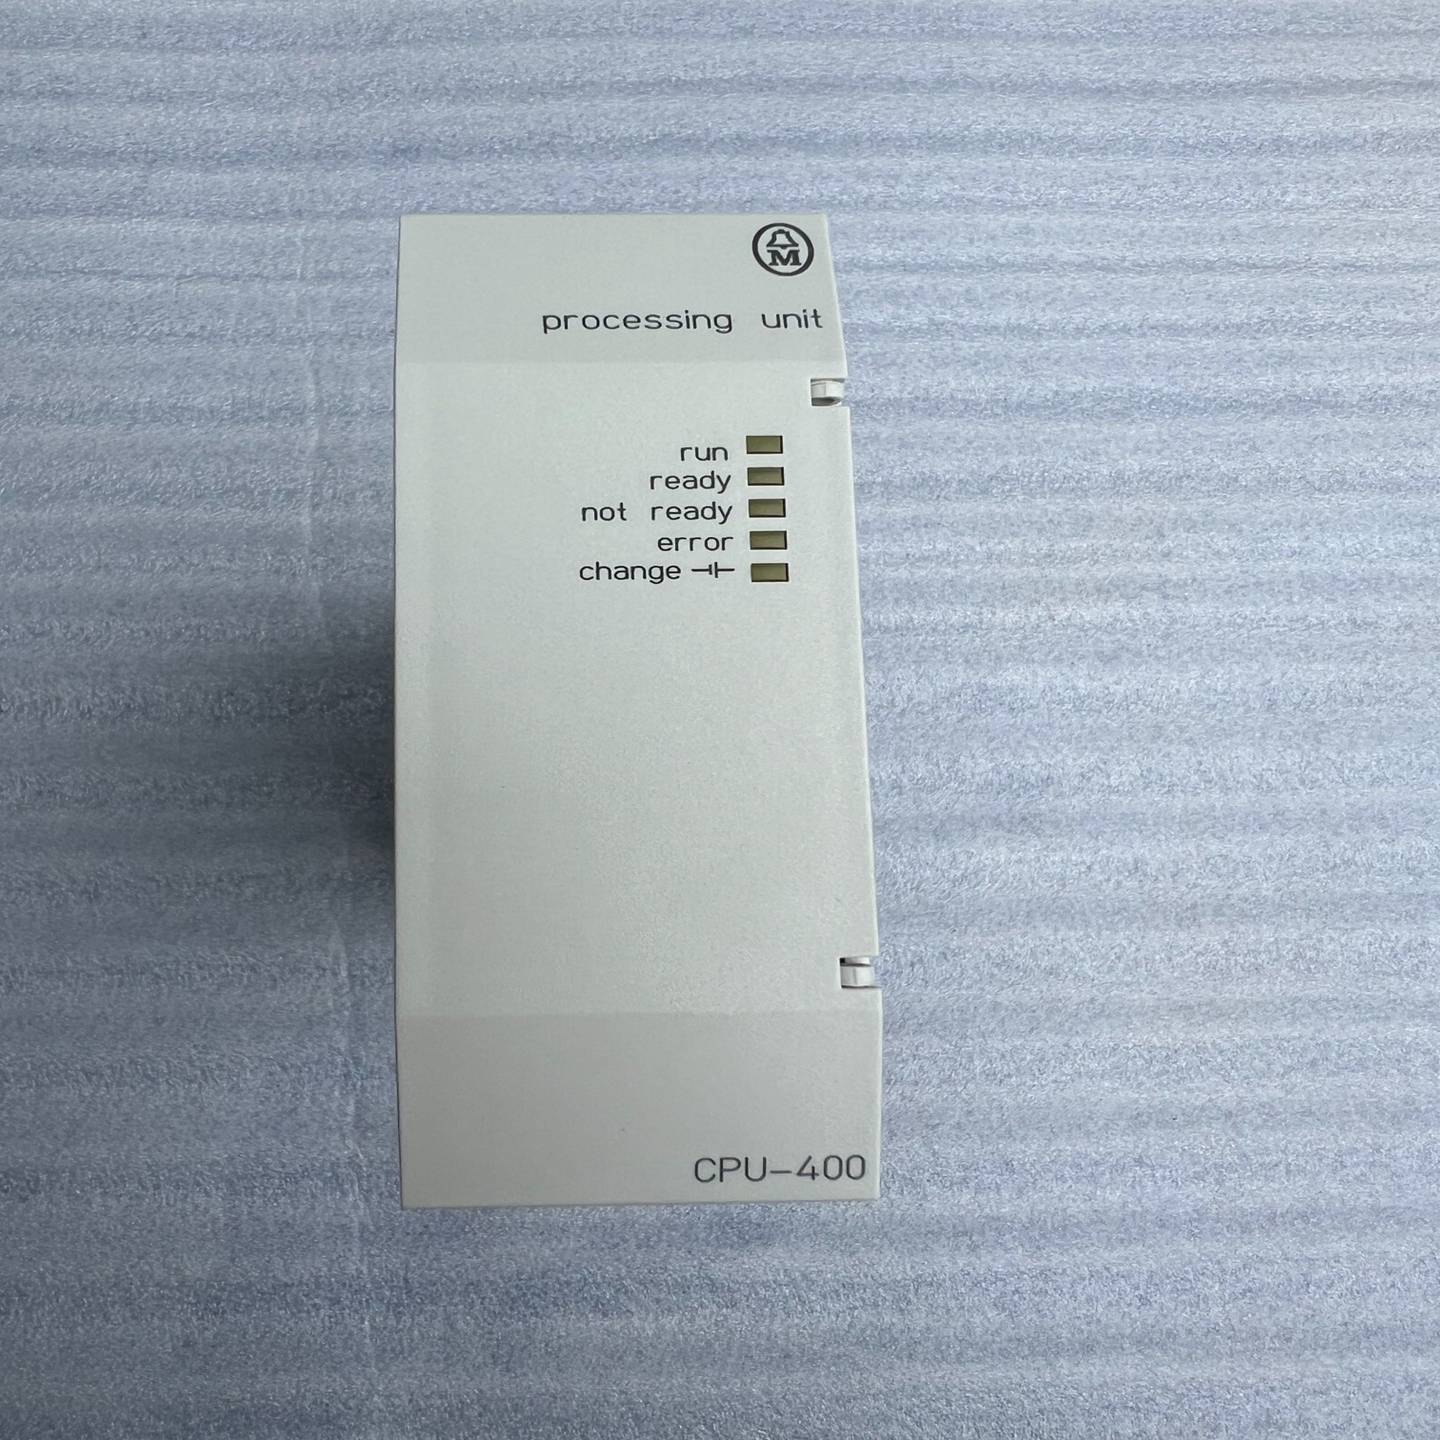 M
processing unit
run
ready
not ready
error
change ⊣⊢
CPU-400